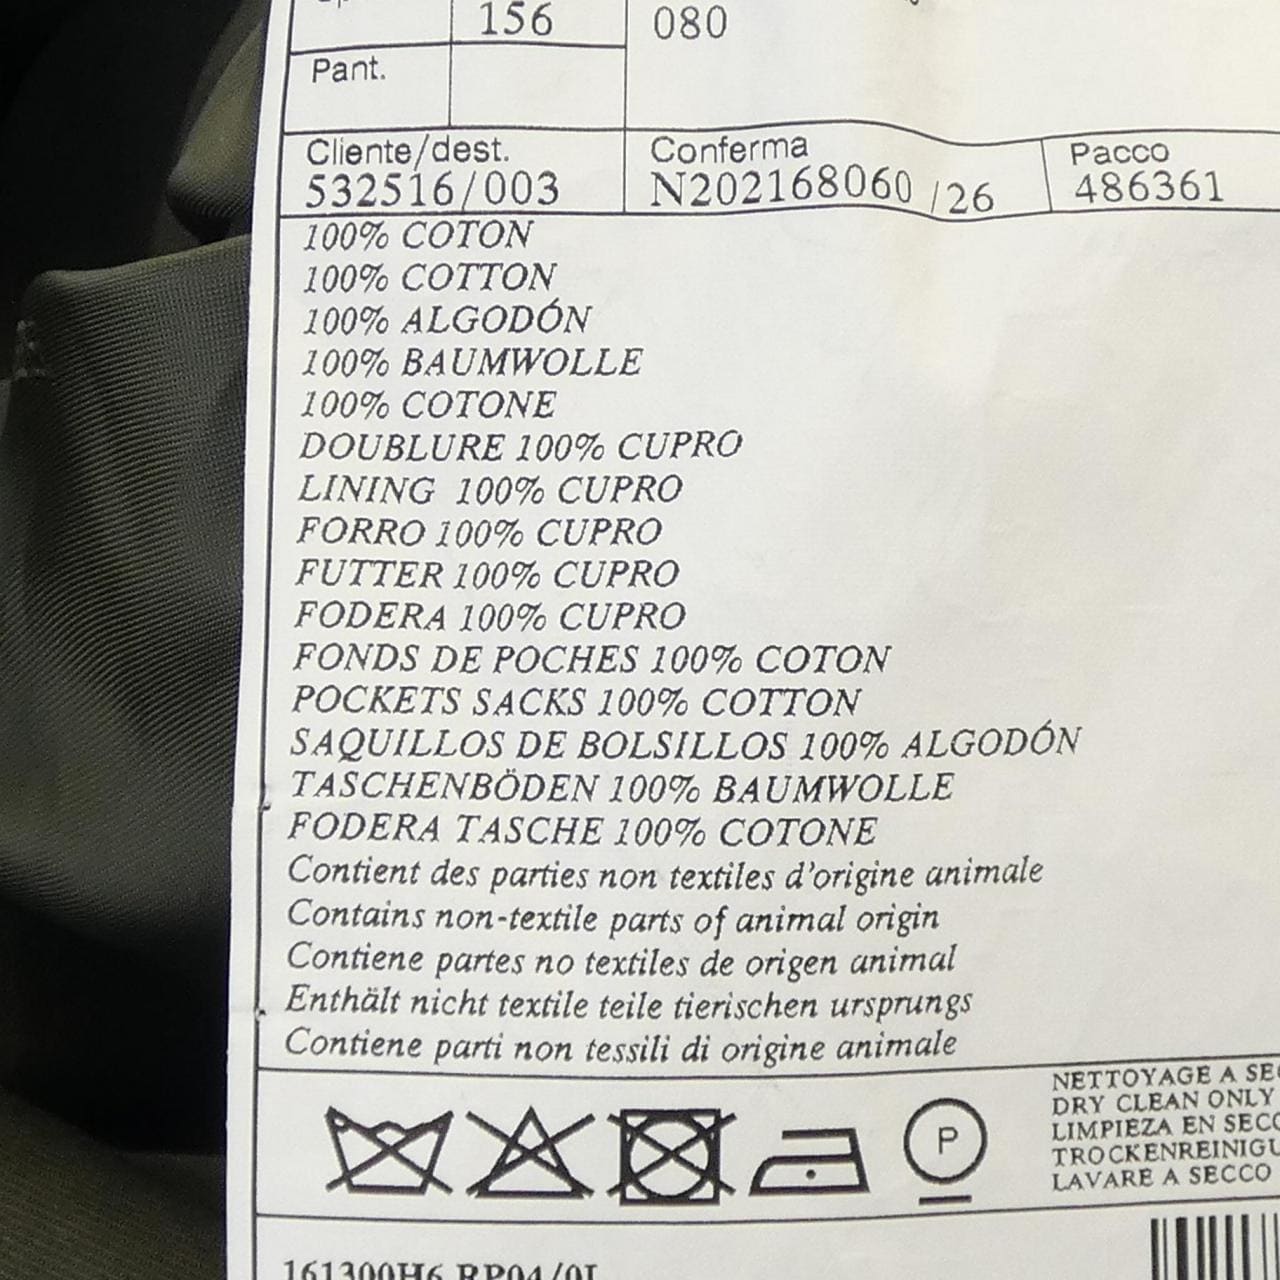 156 080
Pant.
Cliente/dest. Conferma Pacco
532516/003 N202168060 /26 486361
100% COTON
100% COTTON
100% ALGODÓN
100% BAUMWOLLE
100% COTONE
DOUBLURE 100% CUPRO
LINING 100% CUPRO
FORRO 100% CUPRO
FUTTER 100% CUPRO
FODERA 100% CUPRO
FONDS DE POCHES 100% COTON
POCKETS SACKS 100% COTTON
SAQUILLOS DE BOLSILLOS 100% ALGODÓN
TASCHENBÖDEN 100% BAUMWOLLE
FODERA TASCHE 100% COTONE
Contient des parties non textiles d'origine animale
Contains non-textile parts of animal origin
Contiene partes no textiles de origen animal
Enthält nicht textile teile tierischen ursprungs
Contiene parti non tessili di origine animale
NETTOYAGE A SE
DRY CLEAN ONLY
LIMPIEZA EN SECC
TROCKENREINIGU
LAVARE A SECCO
P
161300H6 RP04/0I